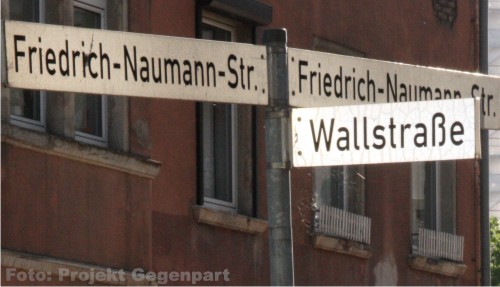 Friedrich-Naumann-Str.
Friedrich-Naumann-Str.
Wallstraße
Foto: Projekt Gegenpart